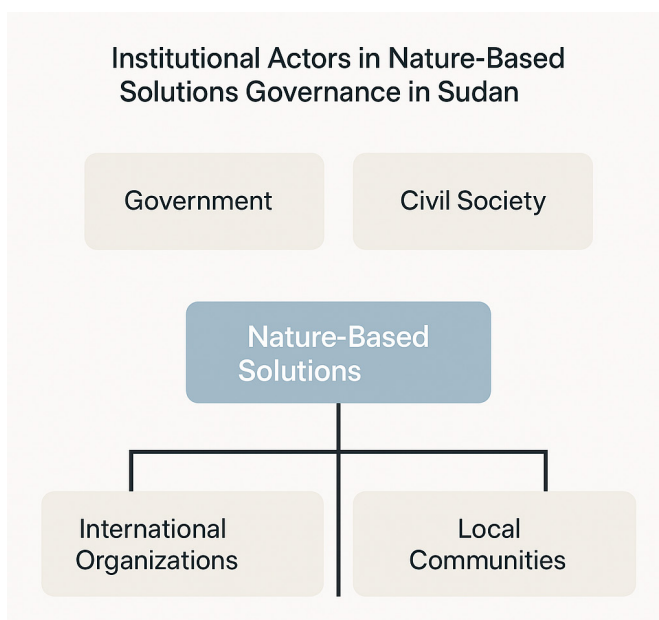 Institutional Actors in Nature-Based
Solutions Governance in Sudan
Government
Civil Society
Nature-Based
Solutions
International
Organizations
Local
Communities